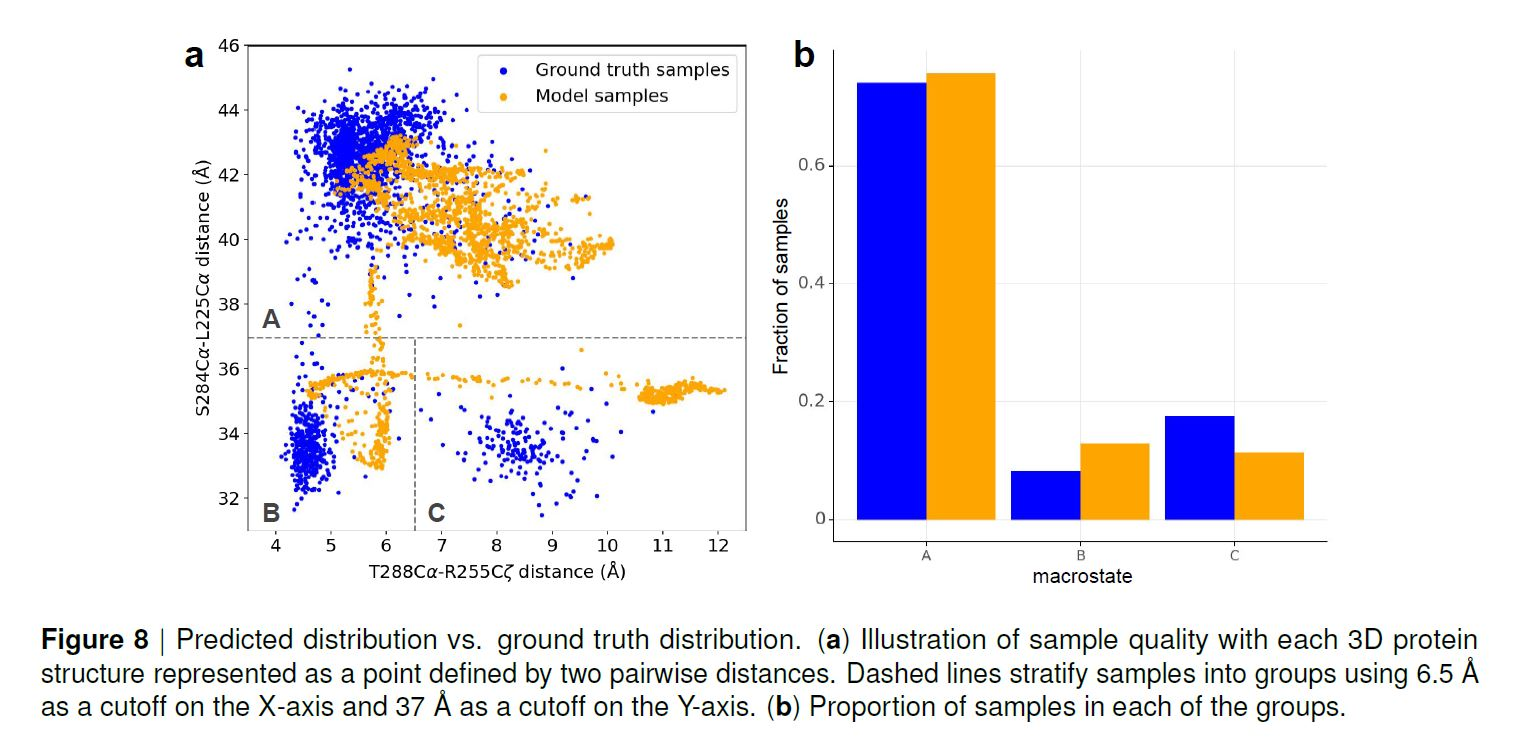 a
46
44
42
40
38
36
34
32
S284Cα-L225Cα distance (Å)
Ground truth samples
Model samples
A
B
C
4 5 6 7 8 9 10 11 12
T288Cα-R255Cζ distance (Å)
b
0.6
0.4
0.2
0
Fraction of samples
A B C
macrostate
Figure 8 | Predicted distribution vs. ground truth distribution. (a) Illustration of sample quality with each 3D protein
structure represented as a point defined by two pairwise distances. Dashed lines stratify samples into groups using 6.5 Å
as a cutoff on the X-axis and 37 Å as a cutoff on the Y-axis. (b) Proportion of samples in each of the groups.